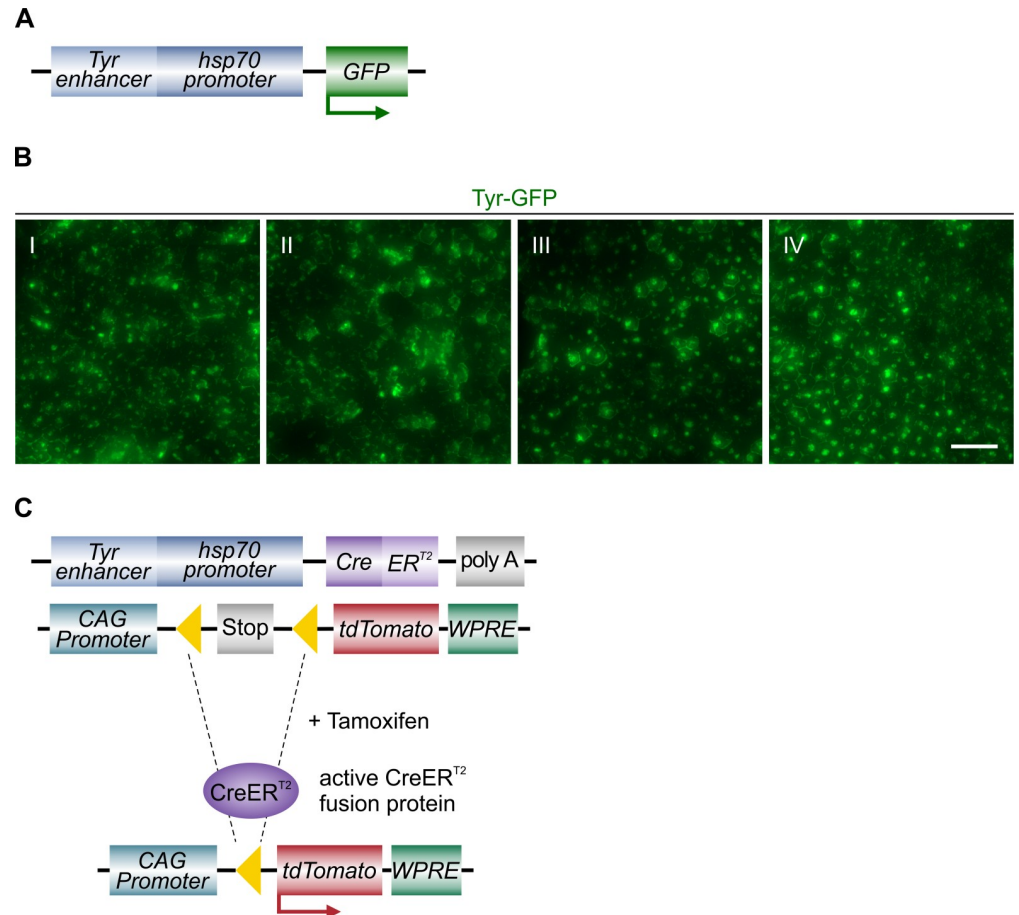 A
Tyr enhancer
hsp70 promoter
GFP
B
Tyr-GFP
I
II
III
IV
C
Tyr enhancer
hsp70 promoter
Cre
ER^T2
poly A
CAG Promoter
Stop
tdTomato
WPRE
+ Tamoxifen
CreER^T2
active CreER^T2
fusion protein
CAG Promoter
tdTomato
WPRE